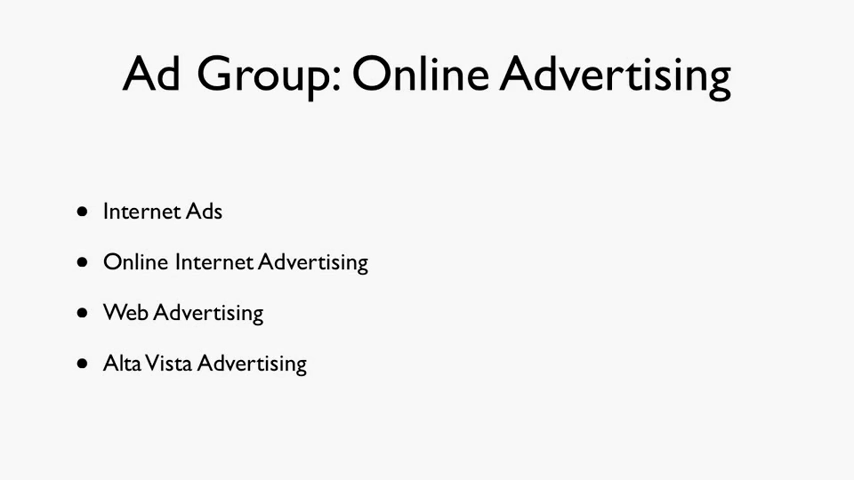 Ad Group: Online Advertising
• Internet Ads
• Online Internet Advertising
• Web Advertising
• Alta Vista Advertising